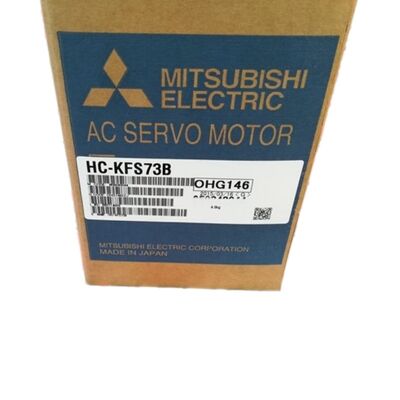 MITSUBISHI
ELECTRIC
AC SERVO MOTOR
HC-KFS73B
OHG146
MITSUBISHI ELECTRIC CORPORATION
MADE IN JAPAN